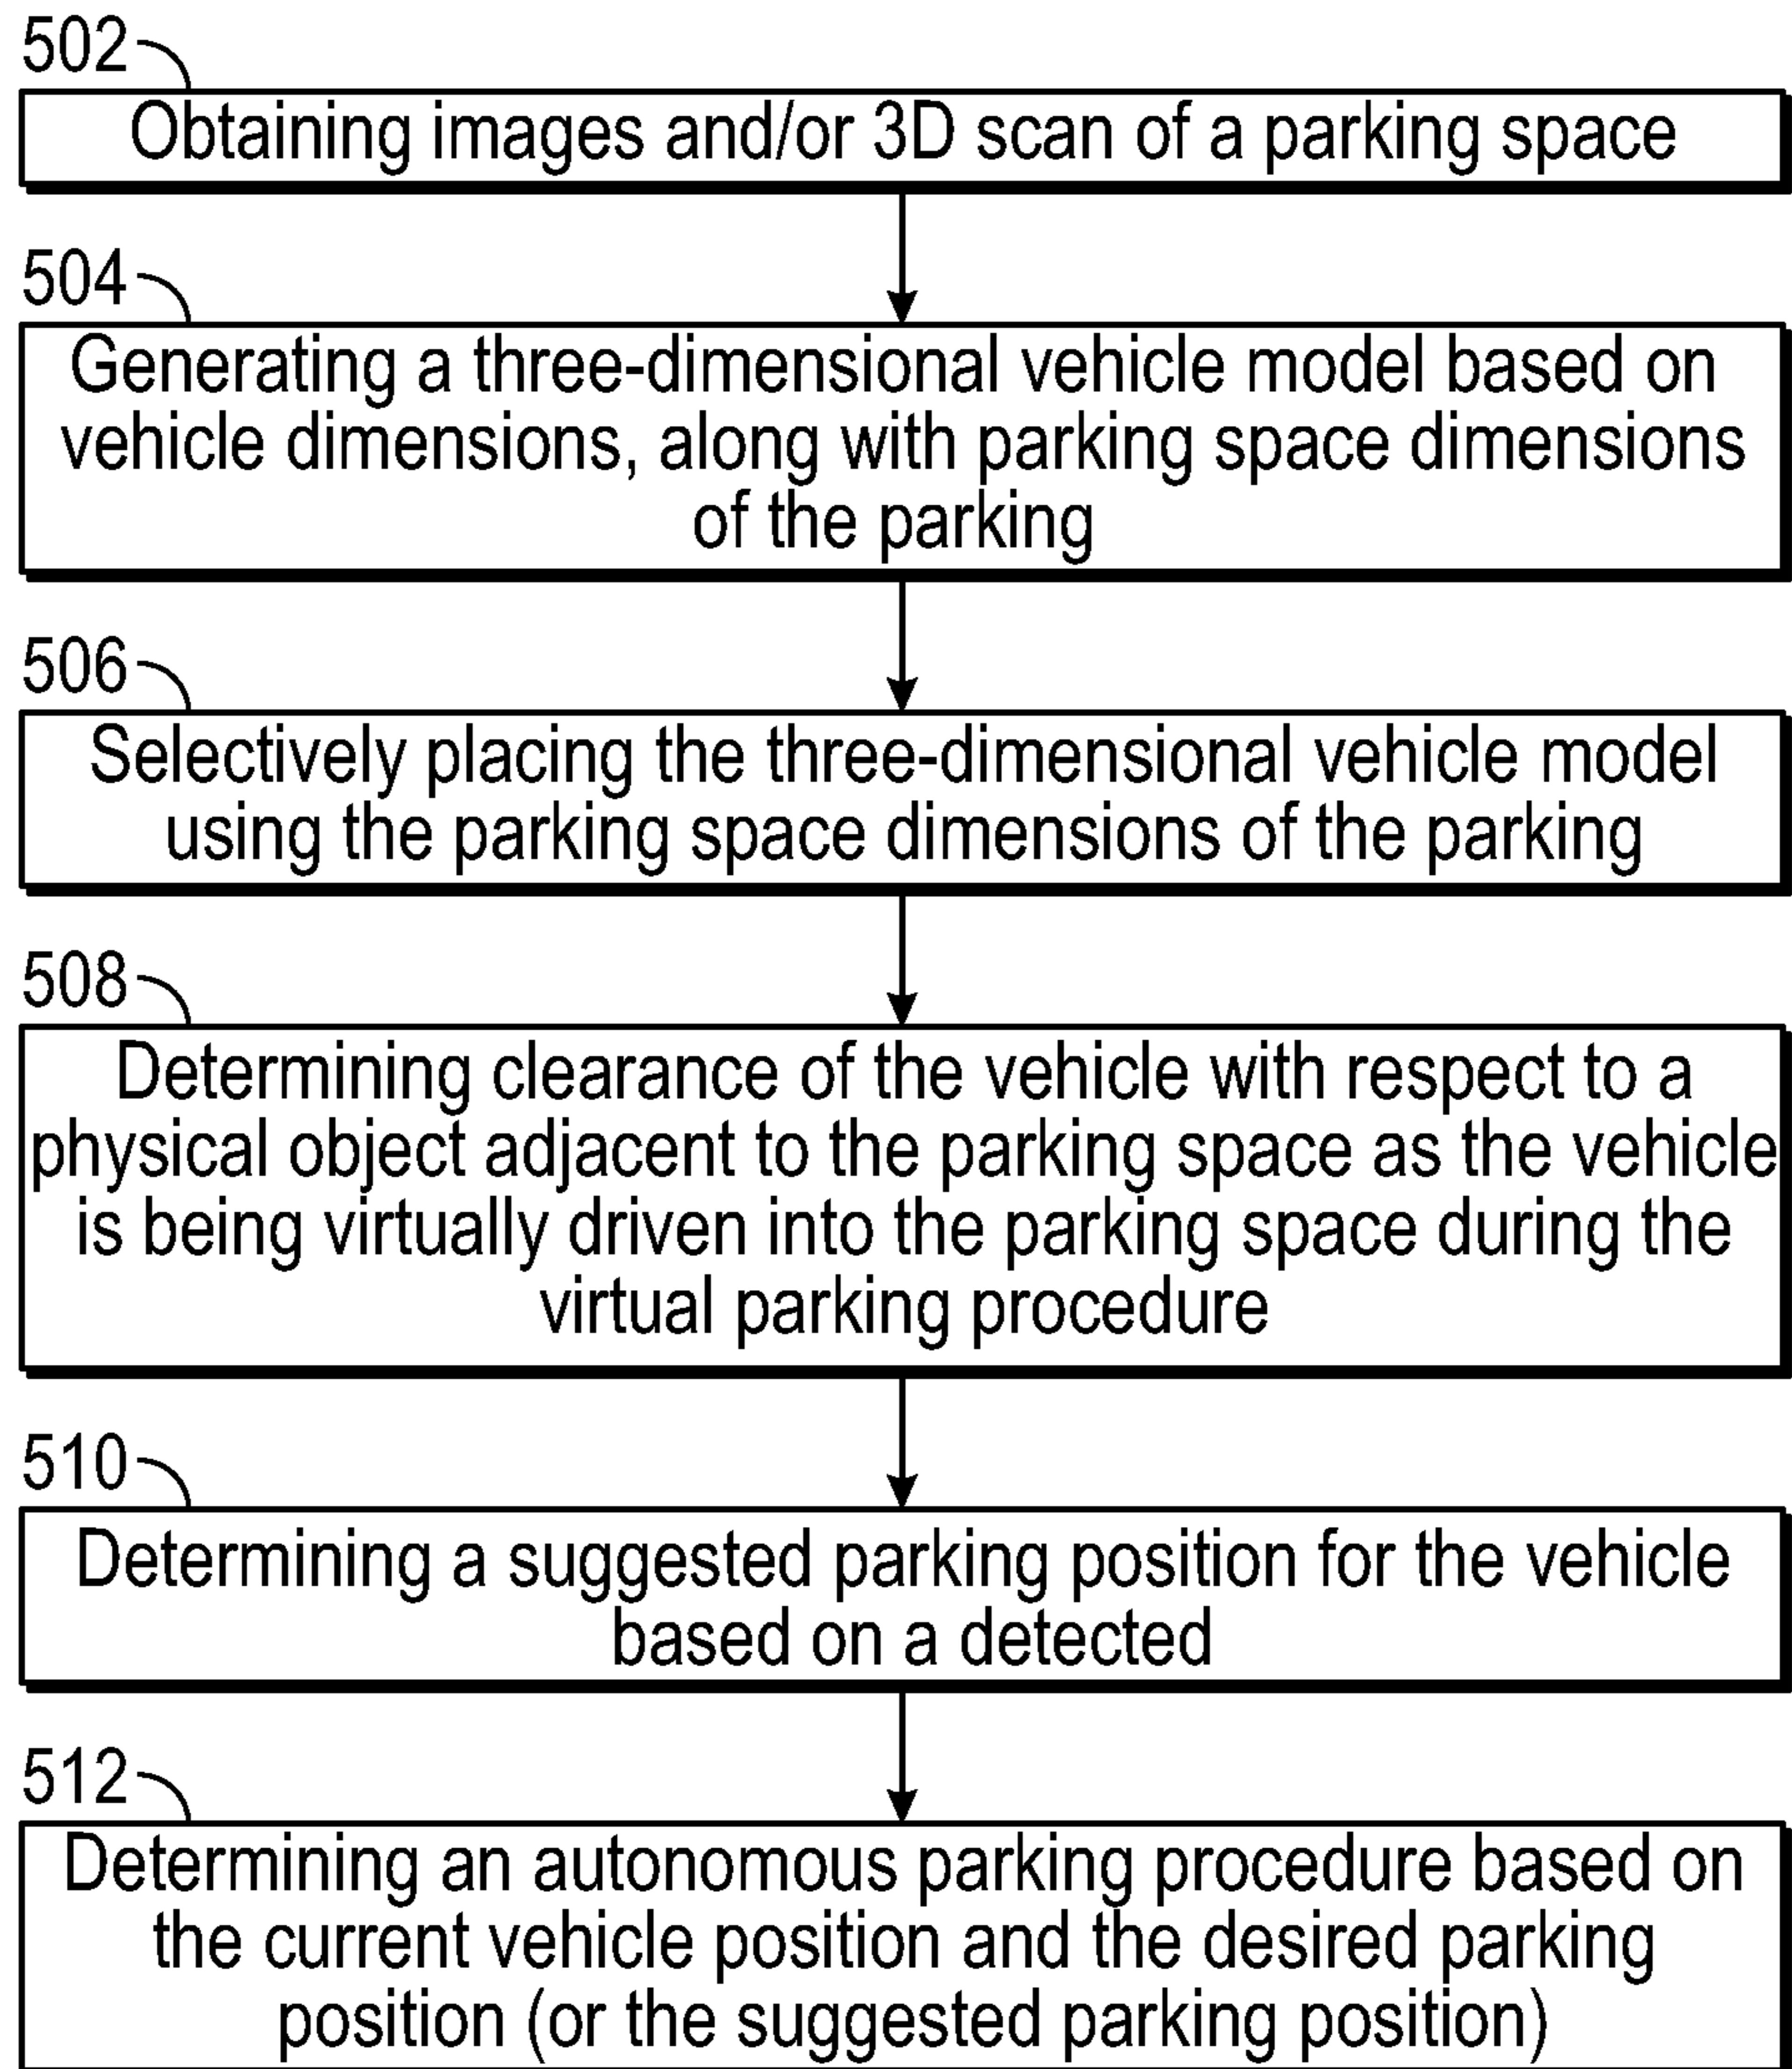 502
Obtaining images and/or 3D scan of a parking space
504
Generating a three-dimensional vehicle model based on
vehicle dimensions, along with parking space dimensions
of the parking
506
Selectively placing the three-dimensional vehicle model
using the parking space dimensions of the parking
508
Determining clearance of the vehicle with respect to a
physical object adjacent to the parking space as the vehicle
is being virtually driven into the parking space during the
virtual parking procedure
510
Determining a suggested parking position for the vehicle
based on a detected
512
Determining an autonomous parking procedure based on
the current vehicle position and the desired parking
position (or the suggested parking position)